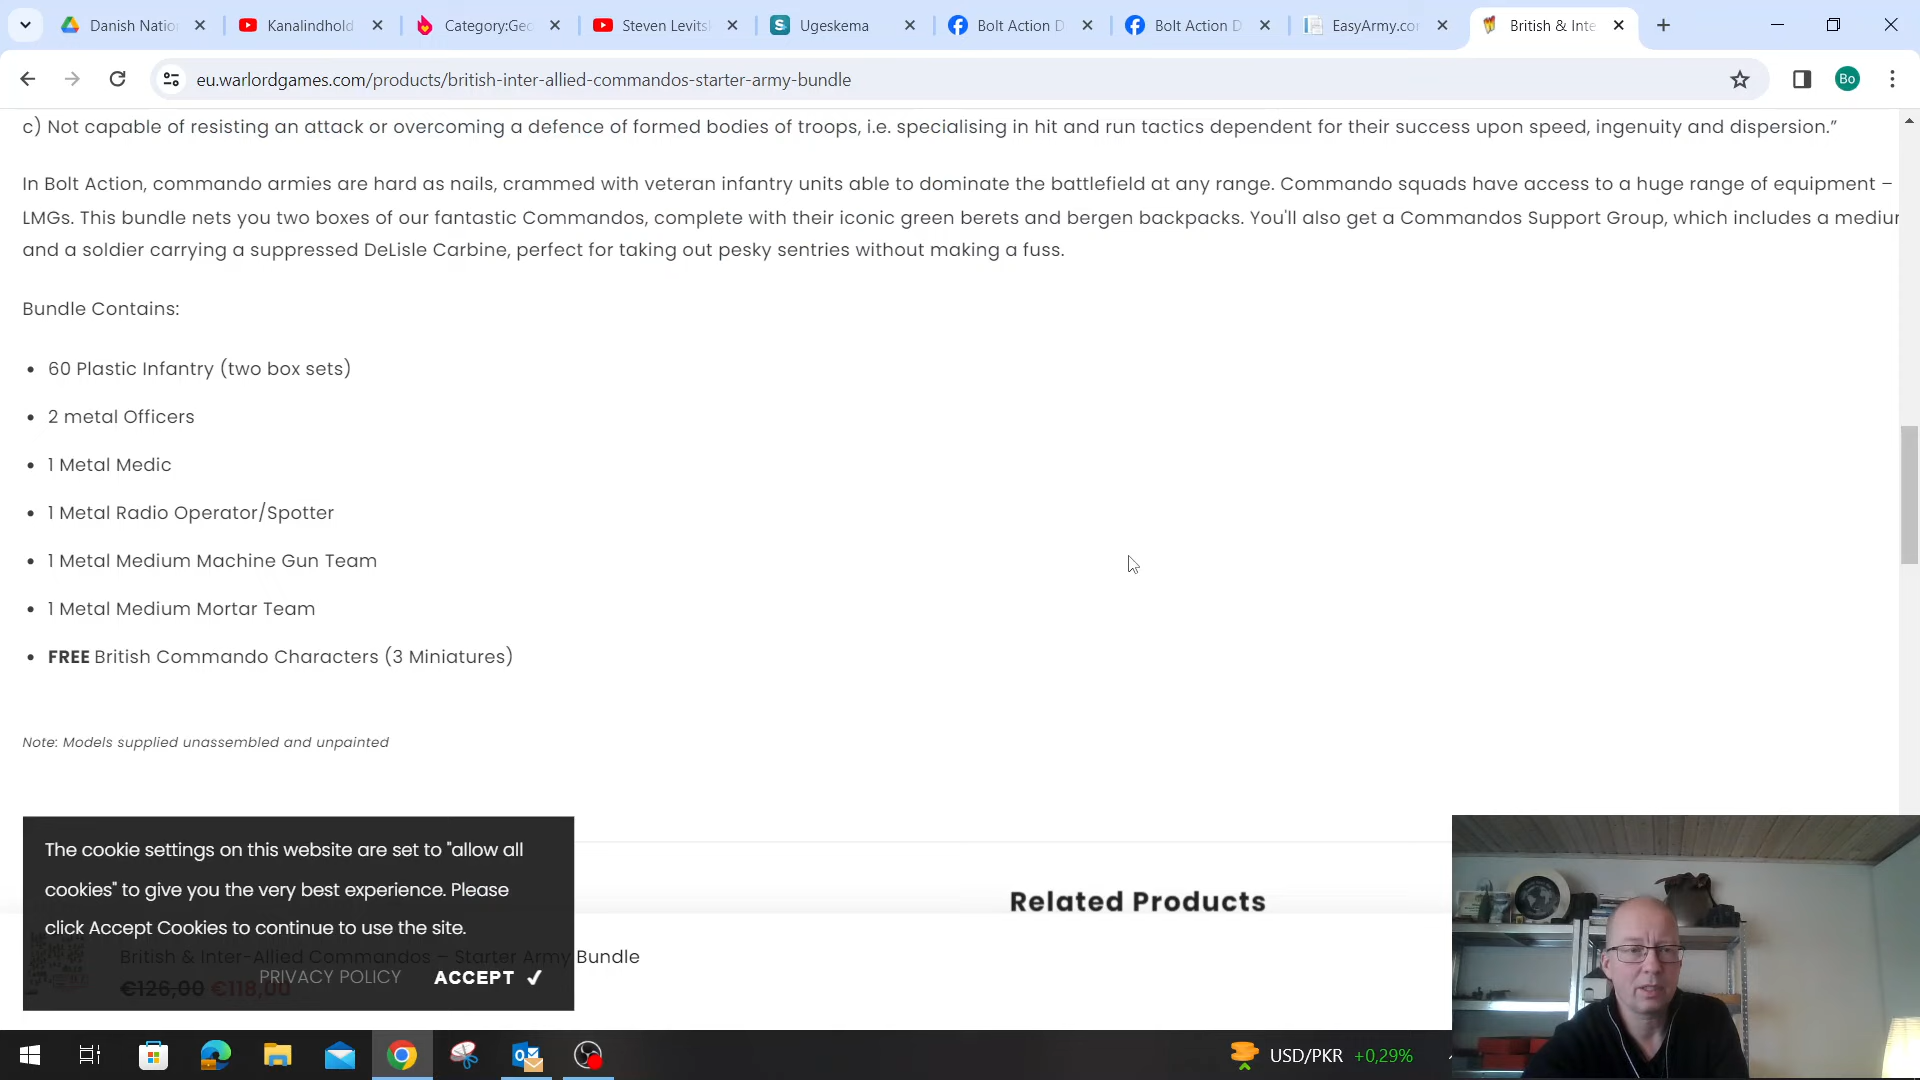 Danish Natio
Kanalindhold
Category:Geo
Steven Levits
Ugeskema
Bolt Action D
Bolt Action D
EasyArmy.co
British & Inte
eu.warlordgames.com/products/british-inter-allied-commandos-starter-army-bundle
Bo
c) Not capable of resisting an attack or overcoming a defence of formed bodies of troops, i.e. specialising in hit and run tactics dependent for their success upon speed, ingenuity and dispersion.”
In Bolt Action, commando armies are hard as nails, crammed with veteran infantry units able to dominate the battlefield at any range. Commando squads have access to a huge range of equipment –
LMGs. This bundle nets you two boxes of our fantastic Commandos, complete with their iconic green berets and bergen backpacks. You'll also get a Commandos Support Group, which includes a mediu
and a soldier carrying a suppressed DeLisle Carbine, perfect for taking out pesky sentries without making a fuss.
Bundle Contains:
• 60 Plastic Infantry (two box sets)
• 2 metal Officers
• 1 Metal Medic
• 1 Metal Radio Operator/Spotter
• 1 Metal Medium Machine Gun Team
• 1 Metal Medium Mortar Team
• FREE British Commando Characters (3 Miniatures)
Note: Models supplied unassembled and unpainted
The cookie settings on this website are set to "allow all
cookies" to give you the very best experience. Please
click Accept Cookies to continue to use the site.
PRIVACY POLICY ACCEPT ✓
Related Products
British & Inter-Allied Commandos – Starter Army Bundle
€126,00 €118,00
USD/PKR +0,29%